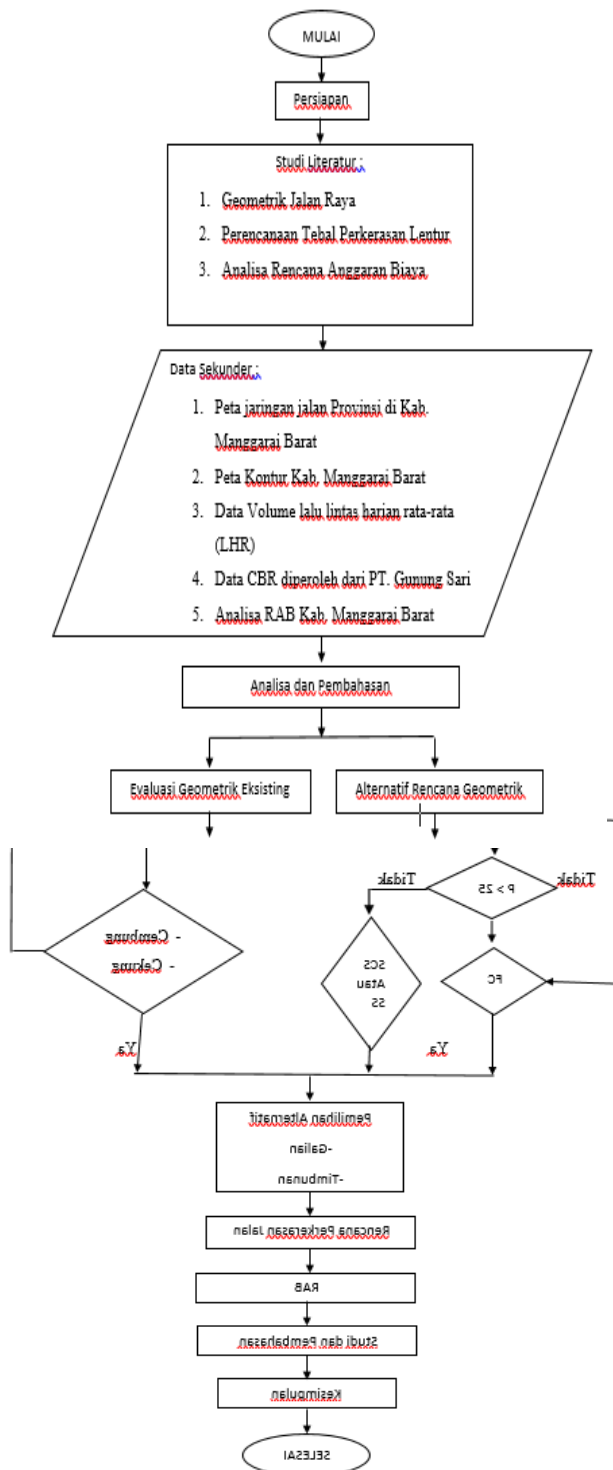 MULAI
Persiapan
Studi Literatur :
1. Geometrik Jalan Raya
2. Perencanaan Tebal Perkerasan Lentur
3. Analisa Rencana Anggaran Biaya
Data Sekunder :
1. Peta jaringan jalan Provinsi di Kab.
Manggarai Barat
2. Peta Kontur Kab. Manggarai Barat
3. Data Volume lalu lintas harian rata-rata
(LHR)
4. Data CBR diperoleh dari PT. Gunung Sari
5. Analisa RAB Kab. Manggarai Barat
Analisa dan Pembahasan
Evaluasi Geometrik Eksisting
Alternatif Rencana Geometrik
Tidak
P > 25
Tidak
- Cembung
- Cekung
SCS
Atau
SS
FC
Ya
Ya
Pemilihan Alternatif
-Galian
-Timbunan
Rencana Perkerasan Jalan
RAB
Studi dan Pembahasan
Kesimpulan
SELESAI